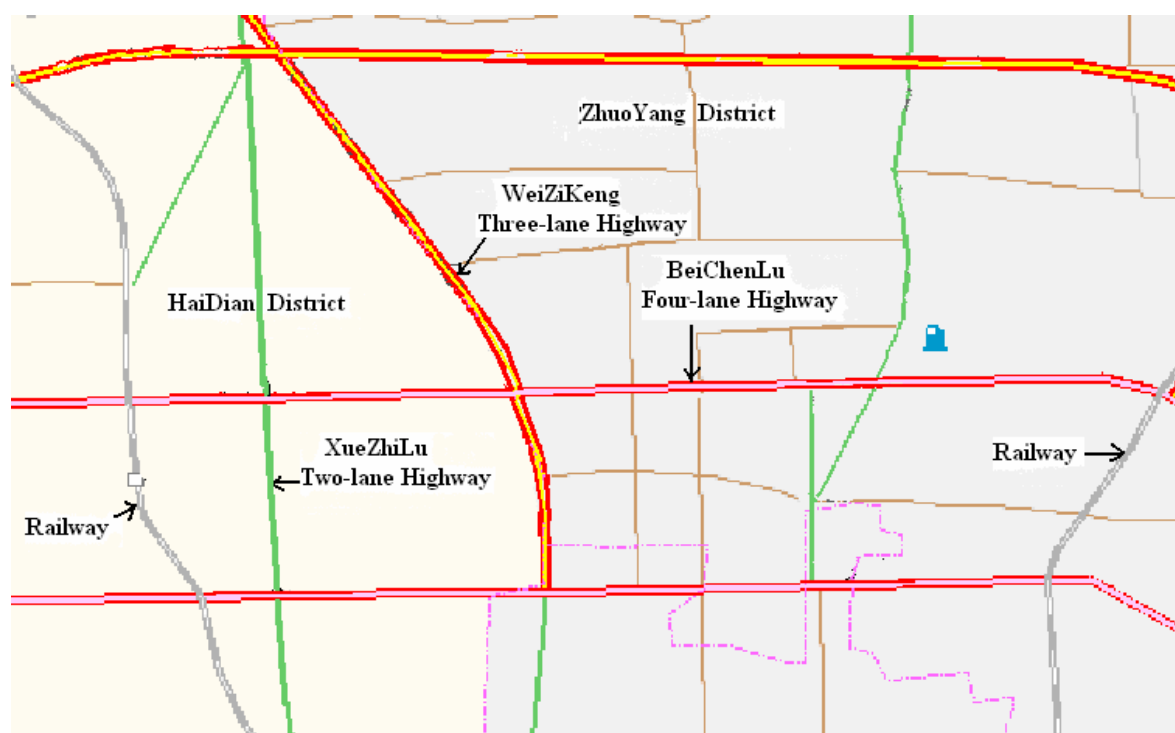 ZhuoYang District
WeiZiKeng
Three-lane Highway
BeiChenLu
Four-lane Highway
HaiDian District
XueZhiLu
Two-lane Highway
Railway
Railway